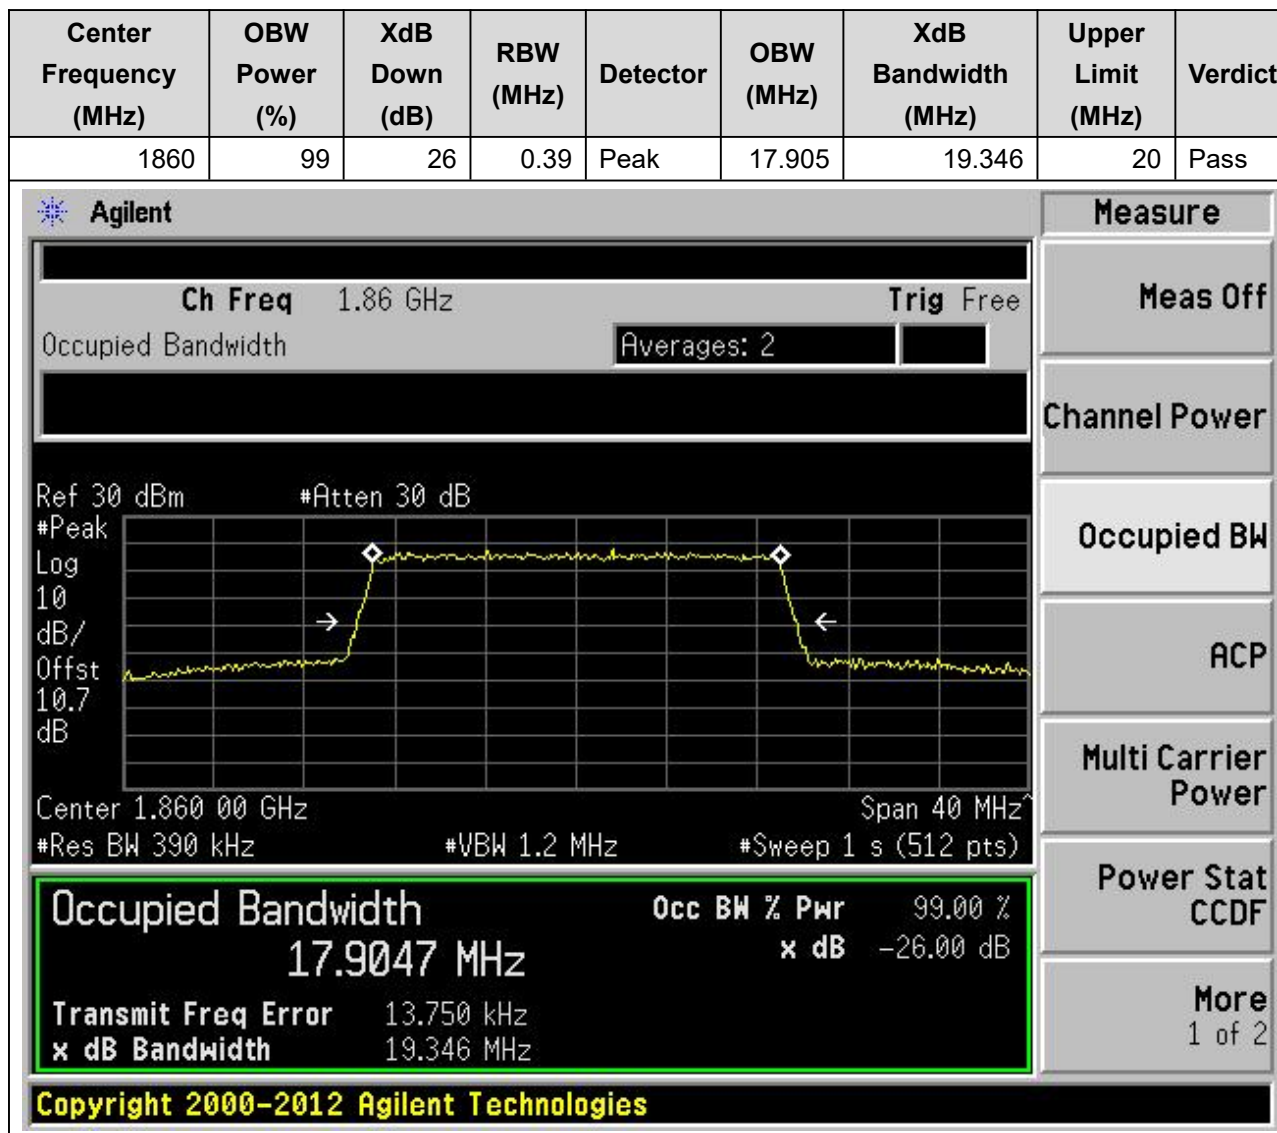 Center Frequency (MHz) OBW Power (%) XdB Down (dB) RBW (MHz) Detector OBW (MHz) XdB Bandwidth (MHz) Upper Limit (MHz) Verdict
1860 99 26 0.39 Peak 17.905 19.346 20 Pass
Agilent
Ch Freq 1.86 GHz Trig Free
Occupied Bandwidth Averages: 2
Ref 30 dBm #Atten 30 dB
#Peak
Log
10
dB/
Offst
10.7
dB
Center 1.860 00 GHz Span 40 MHz^
#Res BW 390 kHz #VBW 1.2 MHz #Sweep 1 s (512 pts)
Occupied Bandwidth Occ BW % Pwr 99.00 %
17.9047 MHz x dB -26.00 dB
Transmit Freq Error 13.750 kHz
x dB Bandwidth 19.346 MHz
Copyright 2000-2012 Agilent Technologies
Measure
Meas Off
Channel Power
Occupied BW
ACP
Multi Carrier
Power
Power Stat
CCDF
More
1 of 2